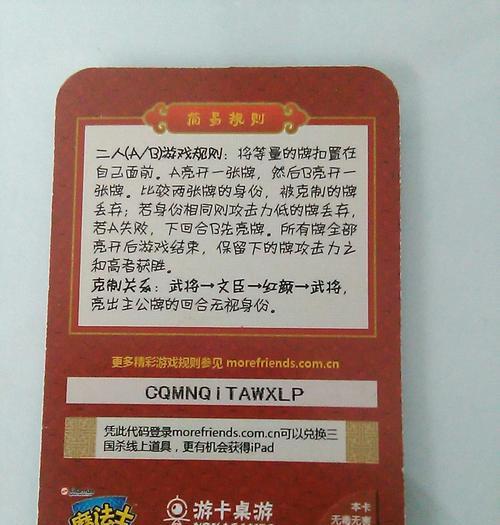 简易规则
二人(A/B)游戏规则：将等量的牌扣置在
自己面前。A亮开一张牌，然后B亮开一
张牌。比较两张牌的身份，被克制的牌
丢弃；若身份相同则攻击力低的牌丢弃，
若A失败，下回合B先亮牌。所有牌全部
亮开后游戏结束，保留下的牌攻击力之
和高者获胜。
克制关系：武将→文臣→红颜→武将，
亮出主公牌的回合无视身份。
更多精彩游戏规则参见 morefriends.com.cn
CQMNQiTAWXLP
凭此代码登录morefriends.com.cn可以兑换三
国杀线上道具，更有机会获得iPad
魔法士
游卡桌游
本卡
无毒无害